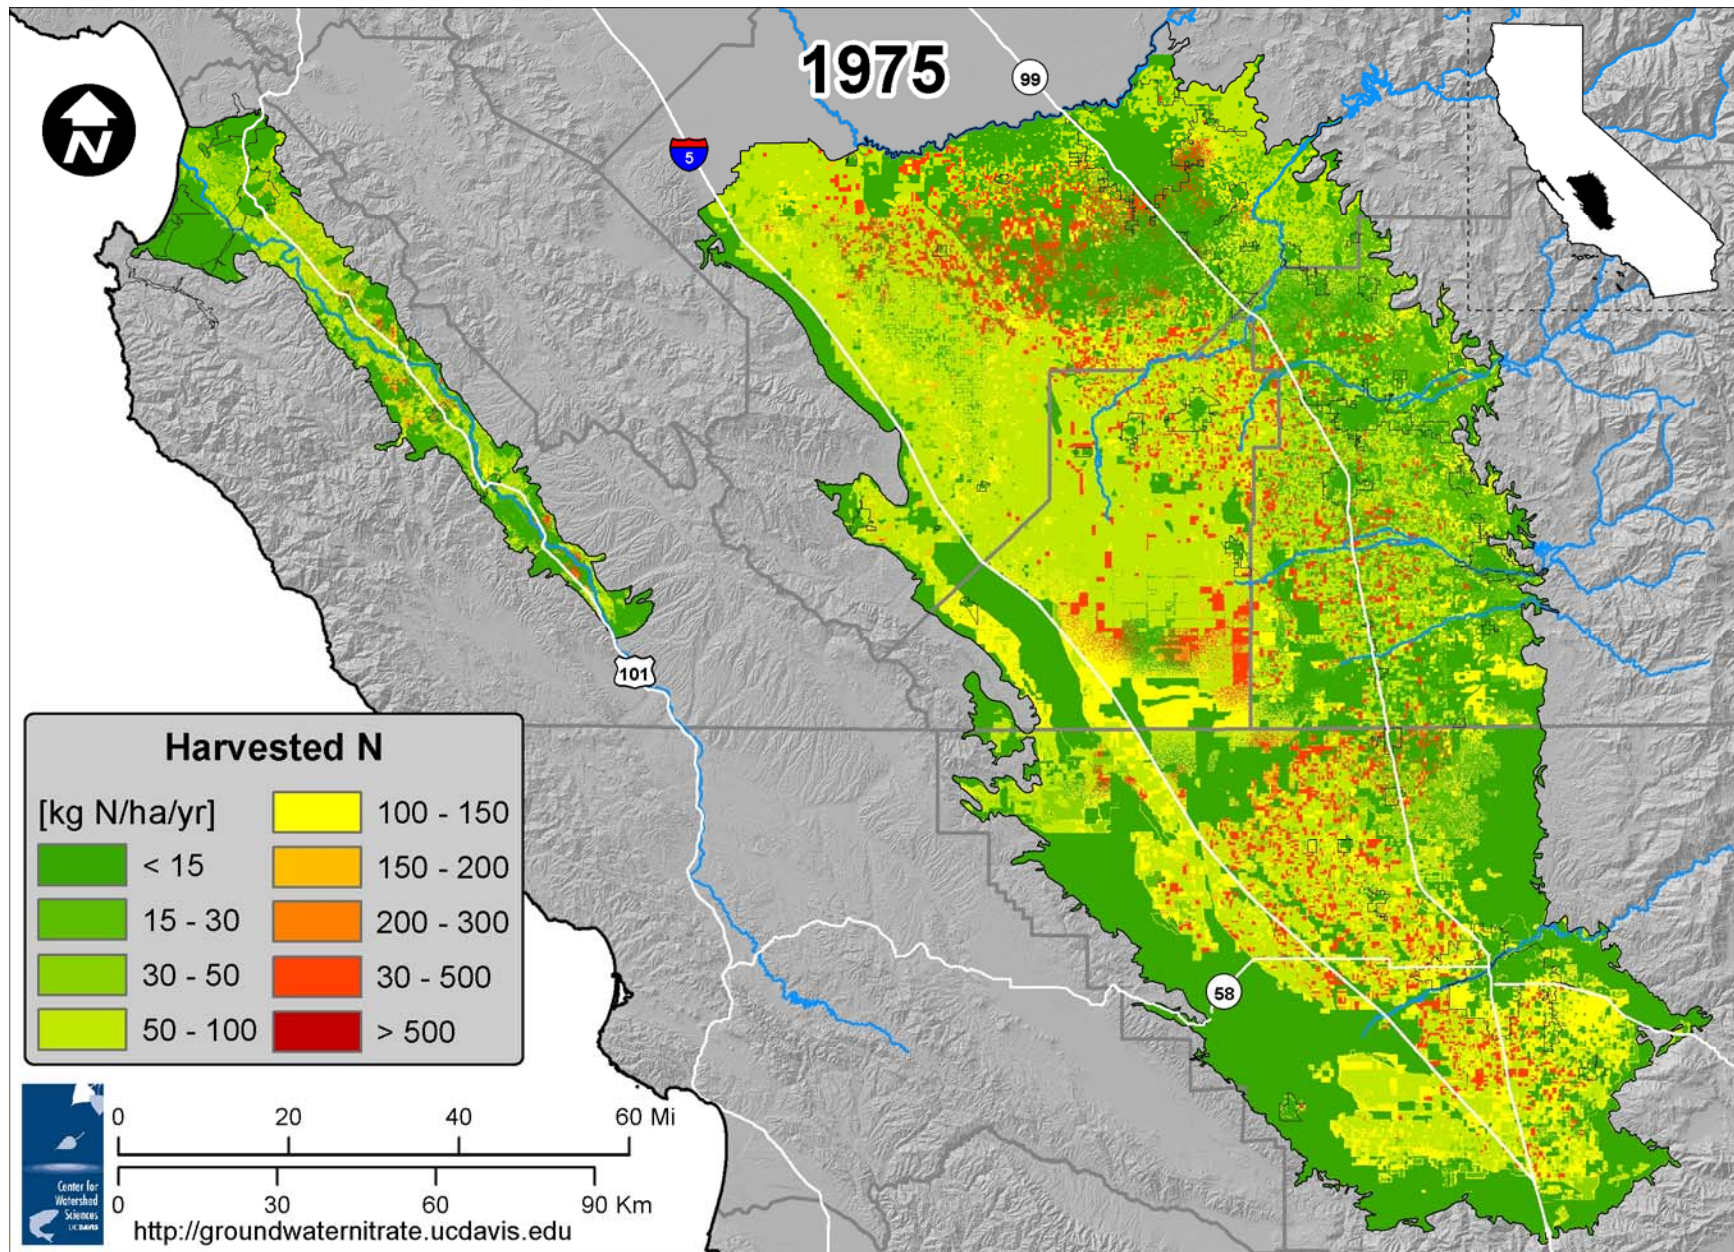 1975
99
5
N
101
58
Harvested N
[kg N/ha/yr]
< 15
15 - 30
30 - 50
50 - 100
100 - 150
150 - 200
200 - 300
30 - 500
> 500
0 20 40 60 Mi
0 30 60 90 Km
Center for
Watershed
Sciences
UC DAVIS
http://groundwaternitrate.ucdavis.edu